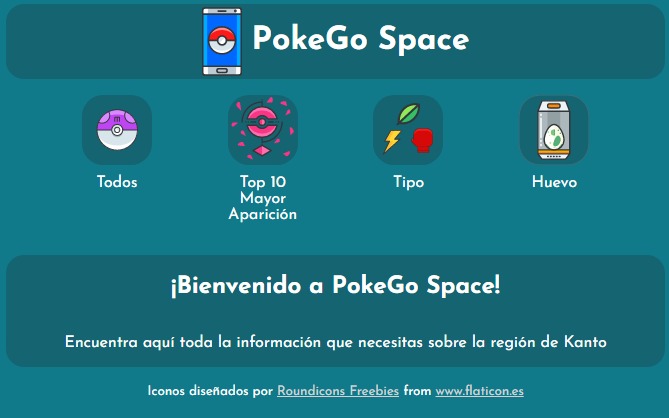 PokeGo Space
Todos
Top 10
Mayor
Aparición
Tipo
Huevo
¡Bienvenido a PokeGo Space!
Encuentra aquí toda la información que necesitas sobre la región de Kanto
Iconos diseñados por Roundicons Freebies from www.flaticon.es